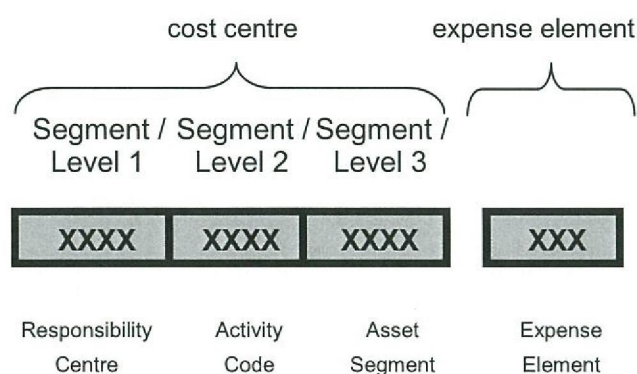 cost centre expense element
Segment / Segment / Segment /
Level 1 Level 2 Level 3
XXXX XXXX XXXX XXX
Responsibility Activity Asset Expense
Centre Code Segment Element